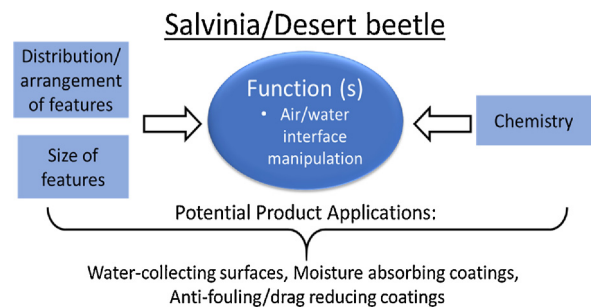 Salvinia/Desert beetle
Distribution/
arrangement
of features
Size of
features
Function (s)
• Air/water
interface
manipulation
Chemistry
Potential Product Applications:
Water-collecting surfaces, Moisture absorbing coatings,
Anti-fouling/drag reducing coatings